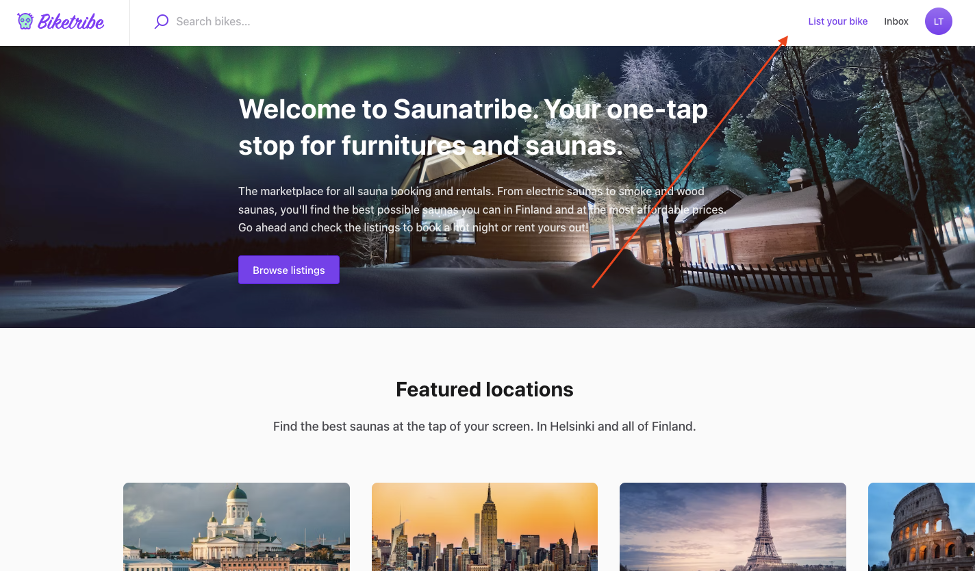 Biketribe
Search bikes...
List your bike
Inbox
LT
Welcome to Saunatribe. Your one-tap
stop for furnitures and saunas.
The marketplace for all sauna booking and rentals. From electric saunas to smoke and wood
saunas, you'll find the best possible saunas you can in Finland and at the most affordable prices.
Go ahead and check the listings to book a hot night or rent yours out!
Browse listings
Featured locations
Find the best saunas at the tap of your screen. In Helsinki and all of Finland.